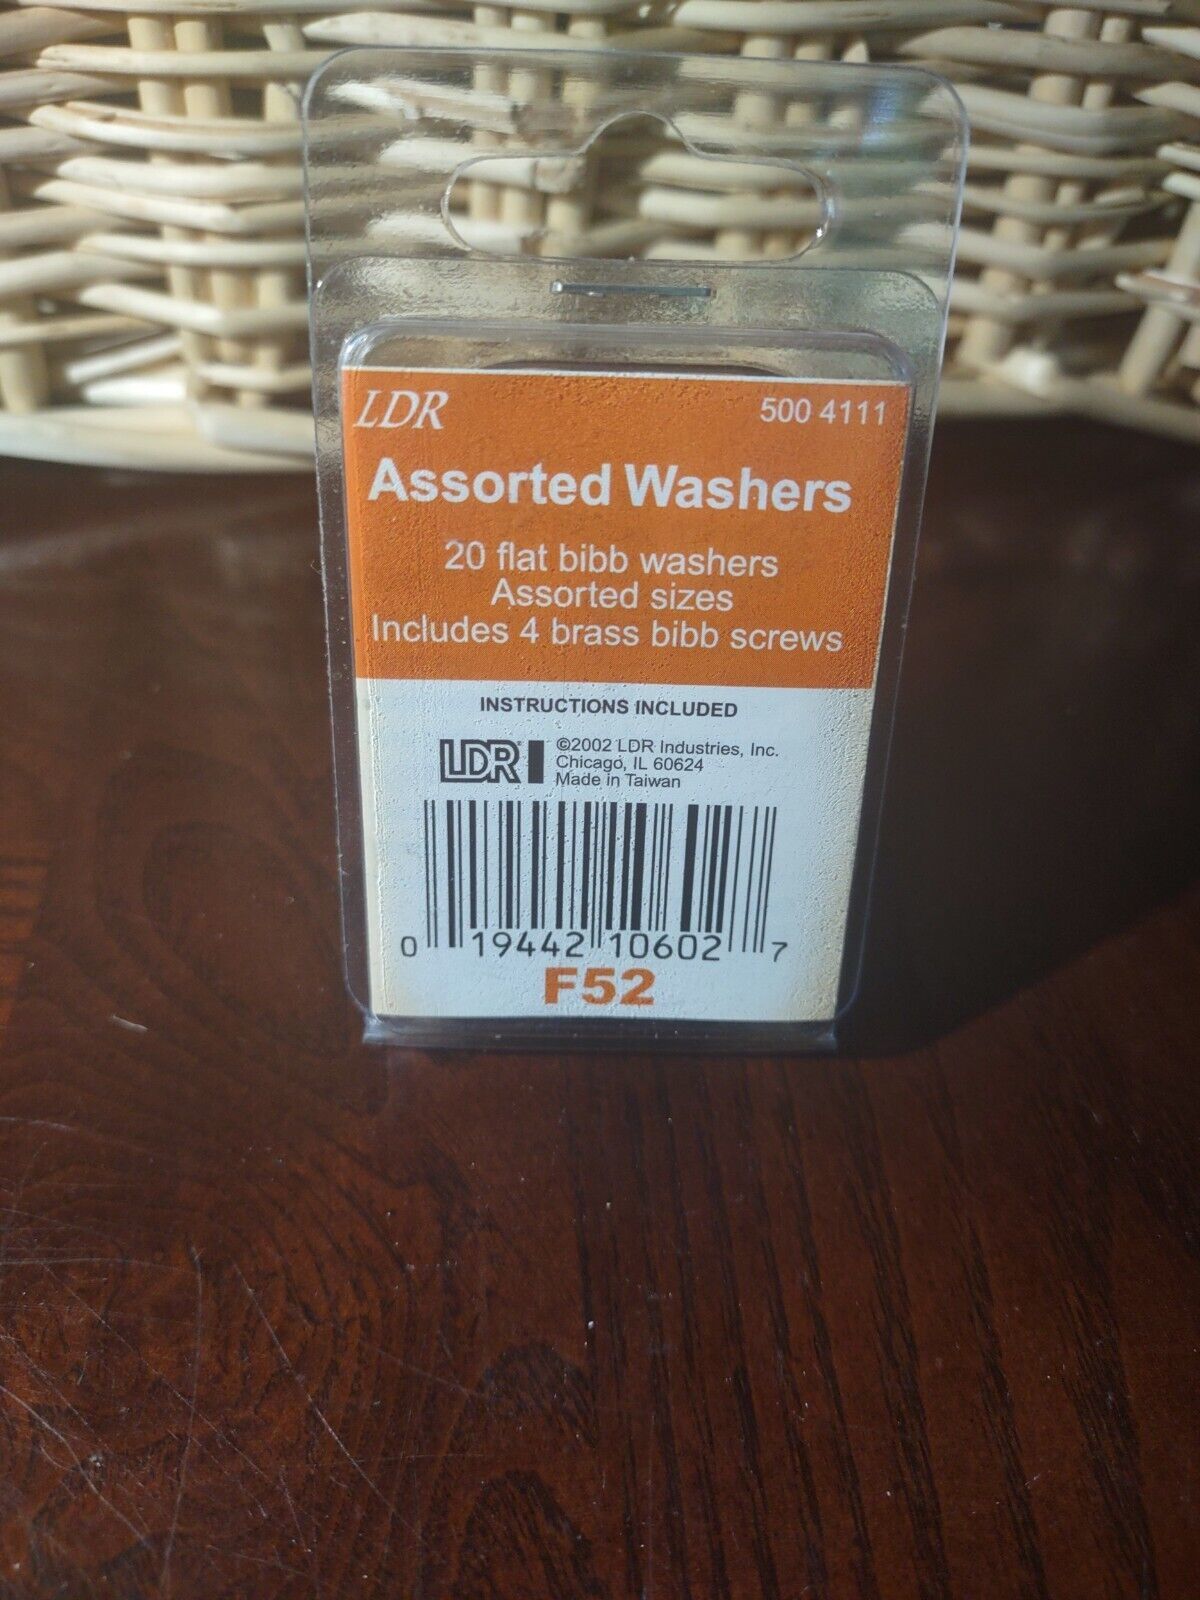 LDR 500 4111
Assorted Washers
20 flat bibb washers
Assorted sizes
Includes 4 brass bibb screws
INSTRUCTIONS INCLUDED
LDR ©2002 LDR Industries, Inc.
Chicago, IL 60624
Made in Taiwan
0 19442 10602 7
F52